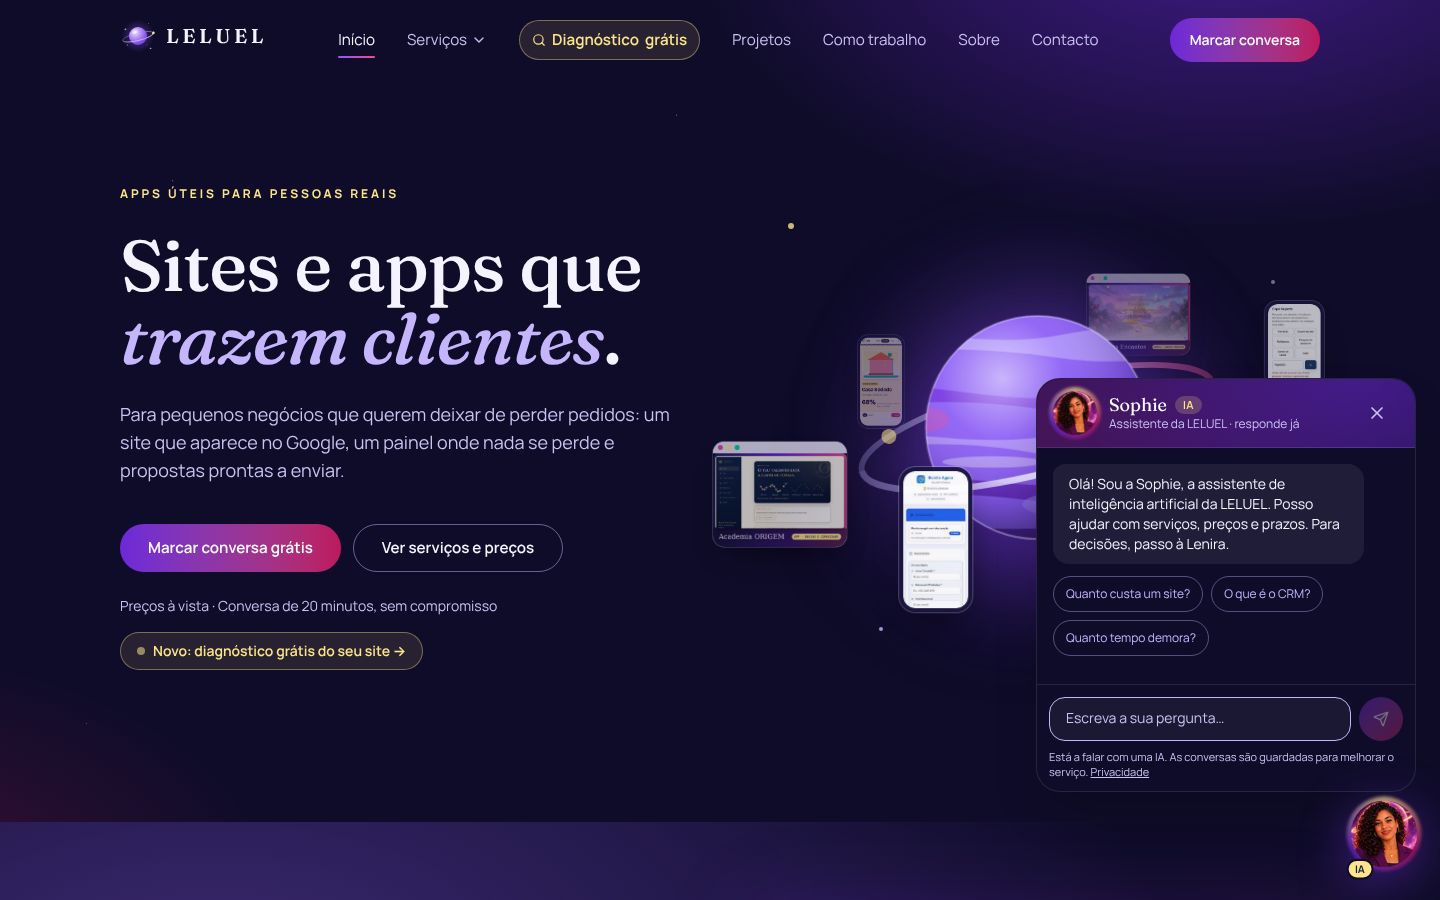 LELUEL
Início
Serviços
Diagnóstico grátis
Projetos
Como trabalho
Sobre
Contacto
Marcar conversa
APPS ÚTEIS PARA PESSOAS REAIS
Sites e apps que
trazem clientes.
Para pequenos negócios que querem deixar de perder pedidos: um
site que aparece no Google, um painel onde nada se perde e
propostas prontas a enviar.
Marcar conversa grátis
Ver serviços e preços
Preços à vista · Conversa de 20 minutos, sem compromisso
Novo: diagnóstico grátis do seu site →
68%
Academia ORIGEM
Encantos
Sophie IA
Assistente da LELUEL · responde já
Olá! Sou a Sophie, a assistente de
inteligência artificial da LELUEL. Posso
ajudar com serviços, preços e prazos. Para
decisões, passo à Lenira.
Quanto custa um site?
O que é o CRM?
Quanto tempo demora?
Escreva a sua pergunta...
Está a falar com uma IA. As conversas são guardadas para melhorar o
serviço. Privacidade
IA